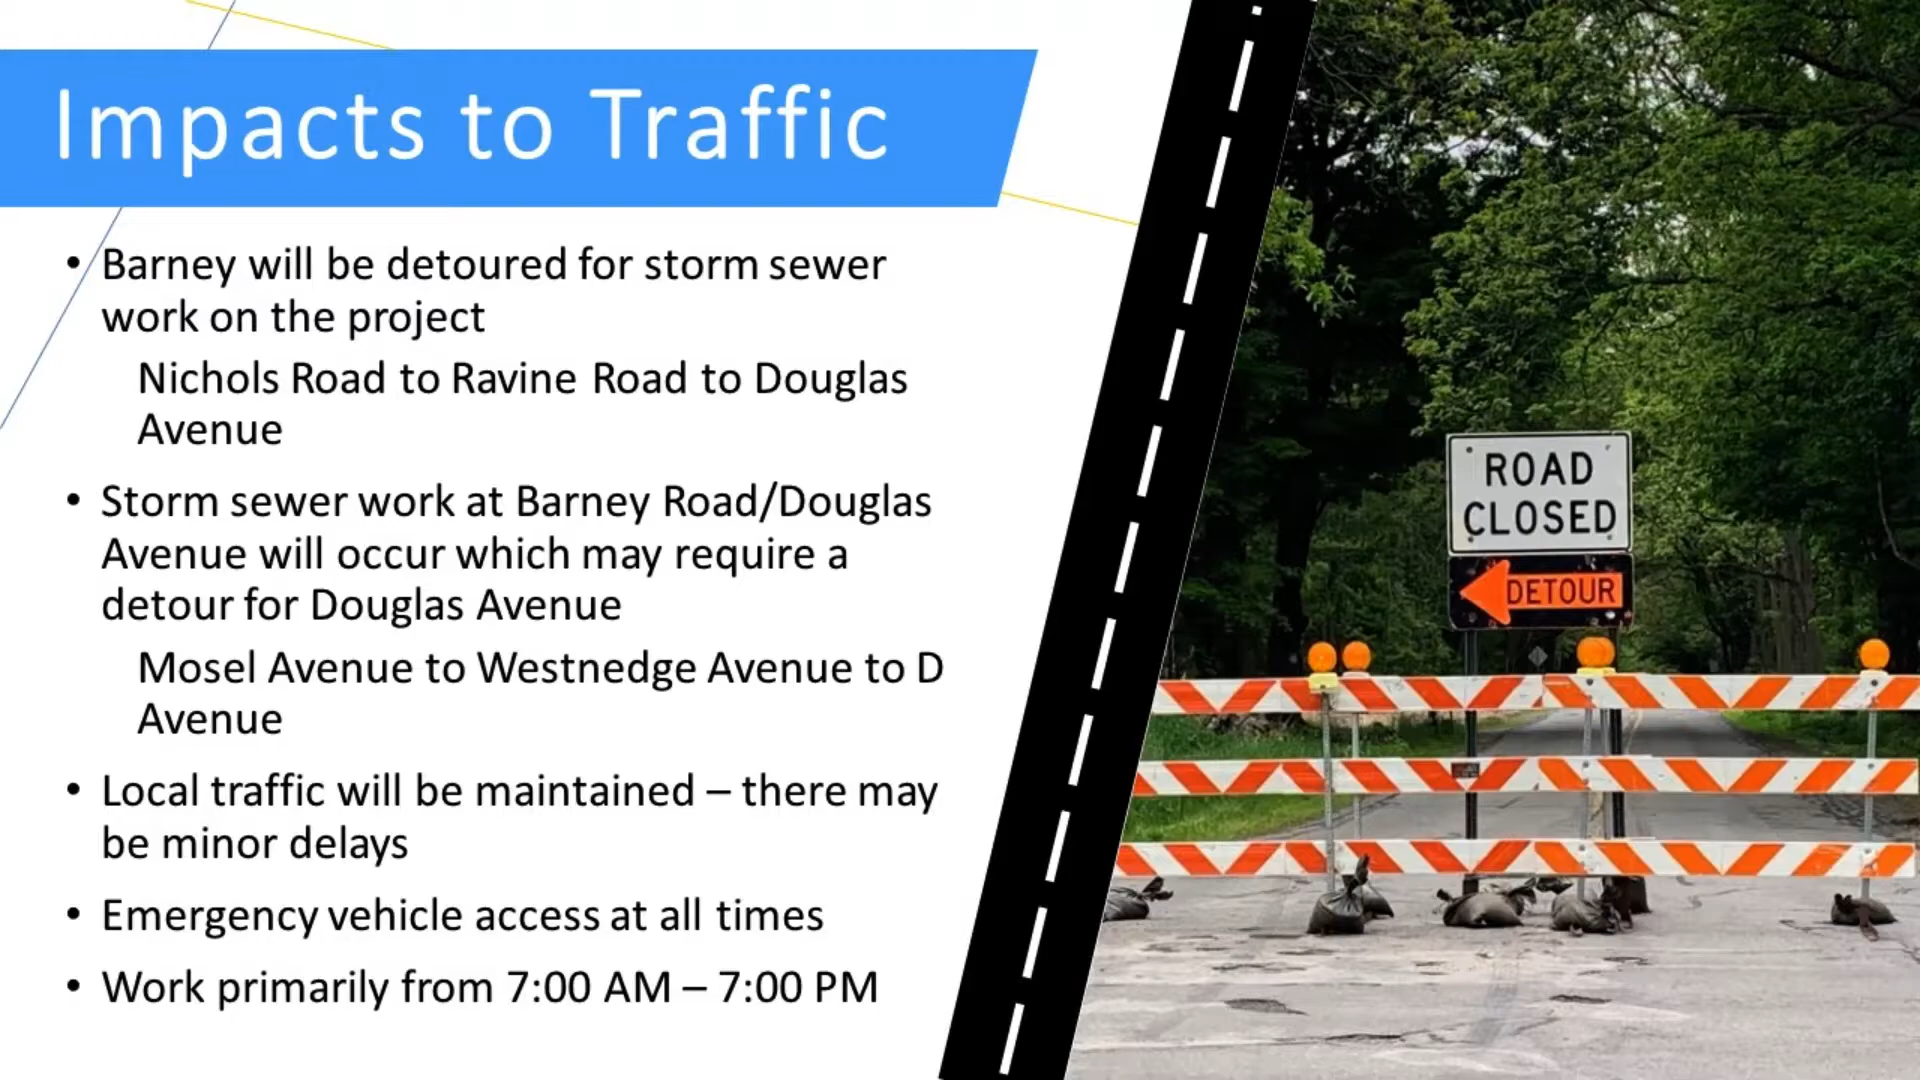 Impacts to Traffic
• Barney will be detoured for storm sewer
work on the project
Nichols Road to Ravine Road to Douglas
Avenue
• Storm sewer work at Barney Road/Douglas
Avenue will occur which may require a
detour for Douglas Avenue
Mosel Avenue to Westnedge Avenue to D
Avenue
• Local traffic will be maintained – there may
be minor delays
• Emergency vehicle access at all times
• Work primarily from 7:00 AM – 7:00 PM
ROAD
CLOSED
DETOUR